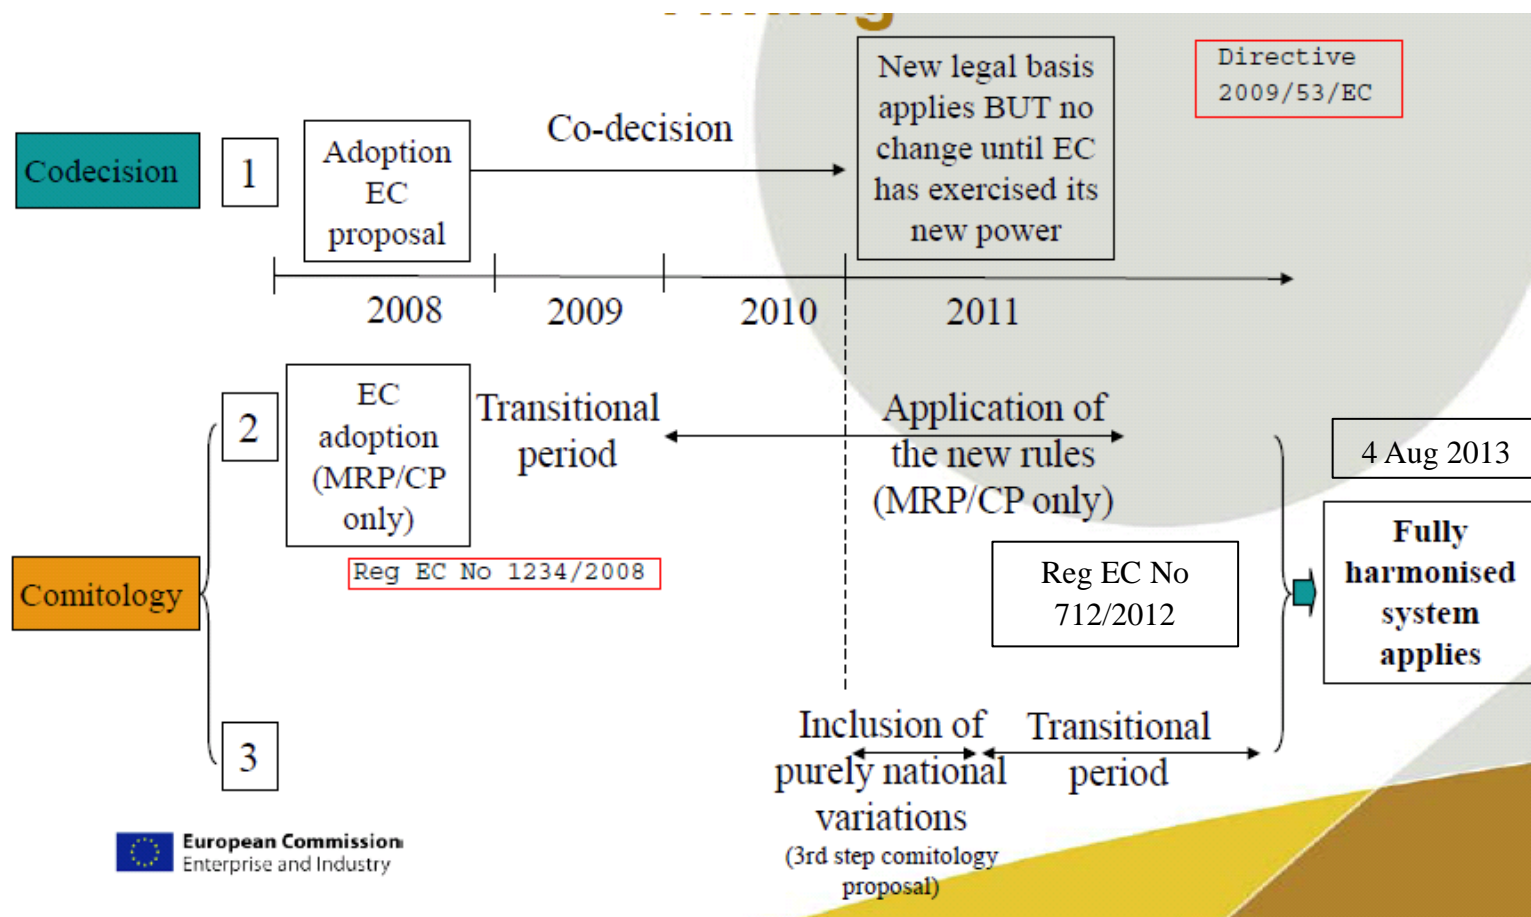 Directive
2009/53/EC
New legal basis
applies BUT no
change until EC
has exercised its
new power
Co-decision
Codecision
1
Adoption
EC
proposal
2008
2009
2010
2011
2
EC
adoption
(MRP/CP
only)
Transitional
period
Application of
the new rules
(MRP/CP only)
4 Aug 2013
Reg EC No 1234/2008
Reg EC No
712/2012
Fully
harmonised
system
applies
Comitology
3
Inclusion of
purely national
variations
(3rd step comitology
proposal)
Transitional
period
European Commission
Enterprise and Industry